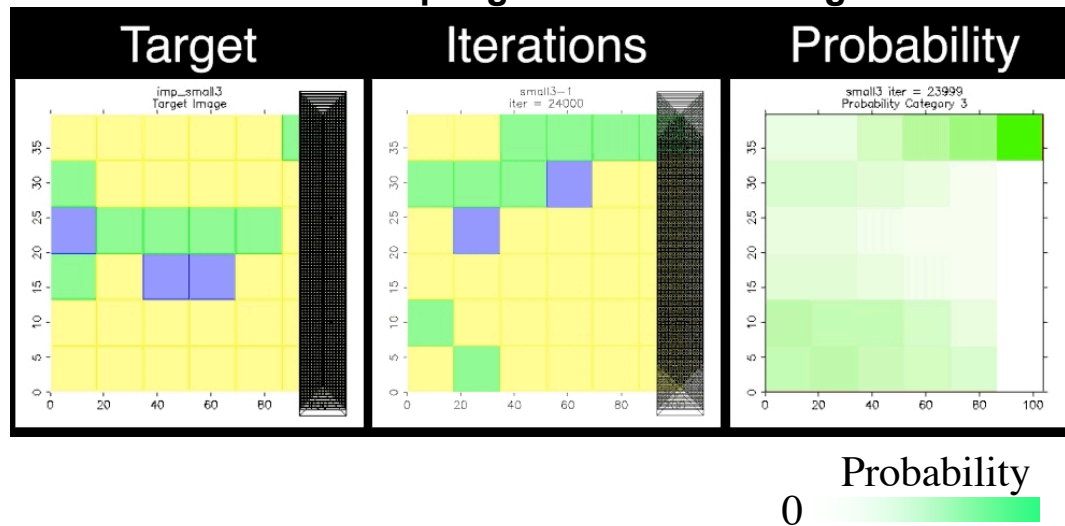 Target Iterations Probability
imp_small3
Target Image
small3-1
iter = 24000
small3 iter = 23999
Probability Category 3
35
30
25
20
15
10
5
0
0 20 40 60 80
35
30
25
20
15
10
5
0
0 20 40 60 80
35
30
25
20
15
10
5
0
0 20 40 60 80 100
Probability
0